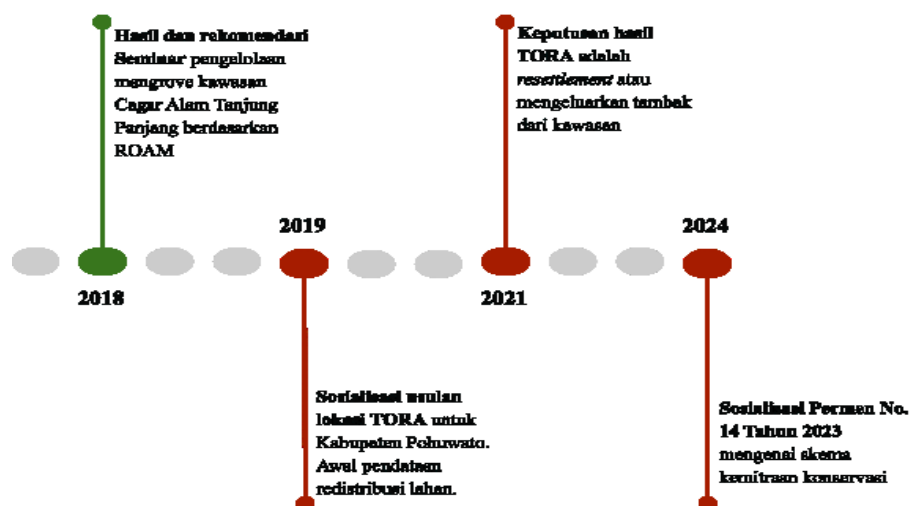 Hasil dan rekomendasi
Seminar pengelolaan
mangrove kawasan
Cagar Alam Tanjung
Panjang berdasarkan
ROAM
2018
2019
Sosialisasi usulan
lokasi TORA untuk
Kabupaten Pohuwato.
Awal pendataan
redistribusi lahan.
Keputusan hasil
TORA adalah
resettlement atau
mengeluarkan tambak
dari kawasan
2021
2024
Sosialisasi Permen No.
14 Tahun 2023
mengenai skema
kemitraan konservasi